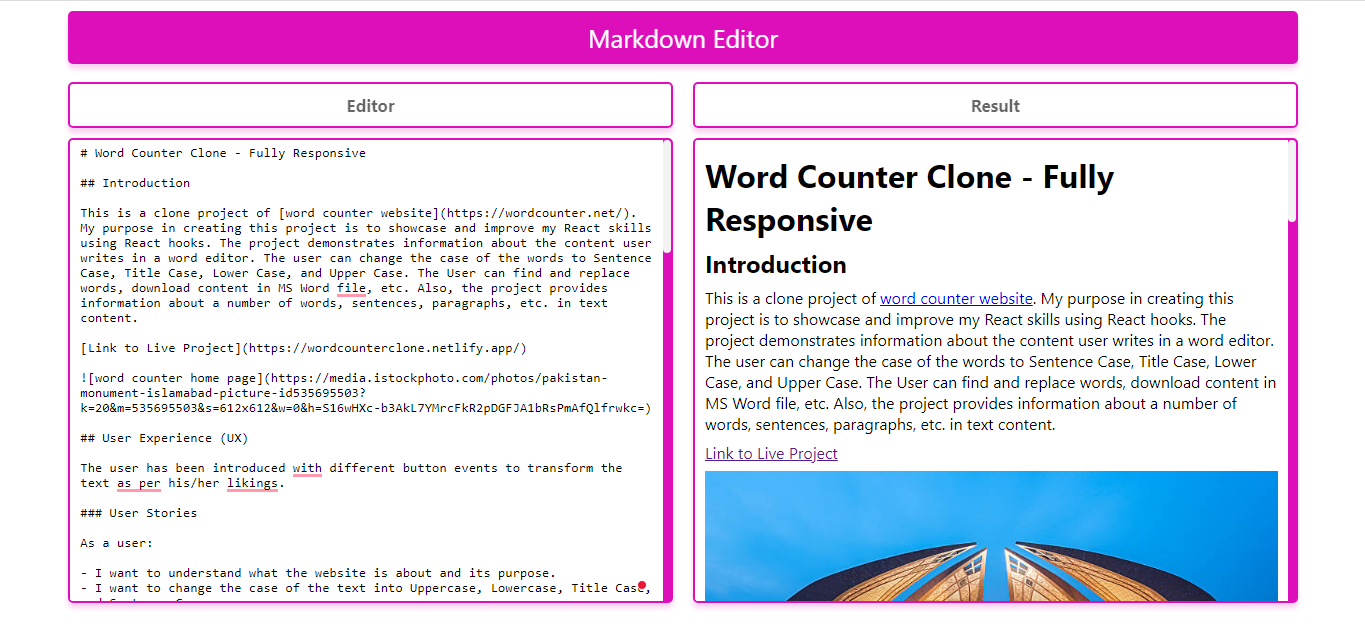 Markdown Editor
Editor
# Word Counter Clone - Fully Responsive
## Introduction
This is a clone project of [word counter website](https://wordcounter.net/).
My purpose in creating this project is to showcase and improve my React skills
using React hooks. The project demonstrates information about the content user
writes in a word editor. The user can change the case of the words to Sentence
Case, Title Case, Lower Case, and Upper Case. The User can find and replace
words, download content in MS Word file, etc. Also, the project provides
information about a number of words, sentences, paragraphs, etc. in text
content.
[Link to Live Project](https://wordcounterclone.netlify.app/)
![word counter home page](https://media.istockphoto.com/photos/pakistan-
monument-islamabad-picture-id535695503?
k=20&m=535695503&s=612x612&w=0&h=S16wHXc-b3AkL7YMrcFkR2pDGFJA1bRsPmAfQlfrwkc=)
## User Experience (UX)
The user has been introduced with different button events to transform the
text as per his/her likings.
### User Stories
As a user:
- I want to understand what the website is about and its purpose.
- I want to change the case of the text into Uppercase, Lowercase, Title Case,
Result
Word Counter Clone - Fully
Responsive
Introduction
This is a clone project of word counter website. My purpose in creating this
project is to showcase and improve my React skills using React hooks. The
project demonstrates information about the content user writes in a word editor.
The user can change the case of the words to Sentence Case, Title Case, Lower
Case, and Upper Case. The User can find and replace words, download content in
MS Word file, etc. Also, the project provides information about a number of
words, sentences, paragraphs, etc. in text content.
Link to Live Project